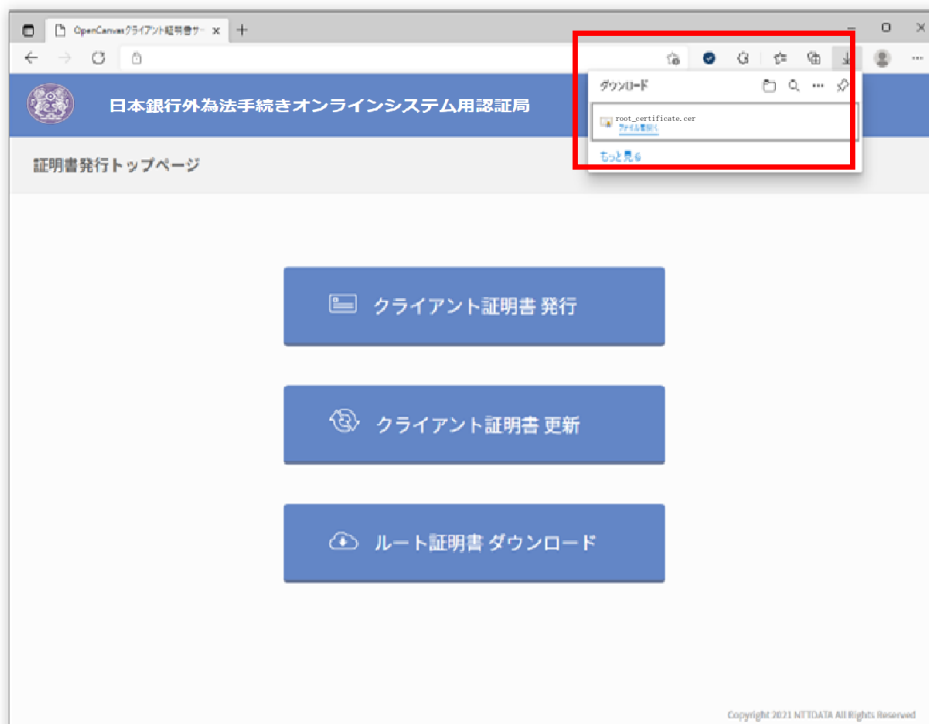 OpenCanvasクライアント証明書サー
ダウンロード
root_certificate.cer
ファイルを開く
もっと見る
日本銀行外為法手続きオンラインシステム用認証局
証明書発行トップページ
クライアント証明書 発行
クライアント証明書 更新
ルート証明書 ダウンロード
Copyright 2021 NTTDATA All Rights Reserved